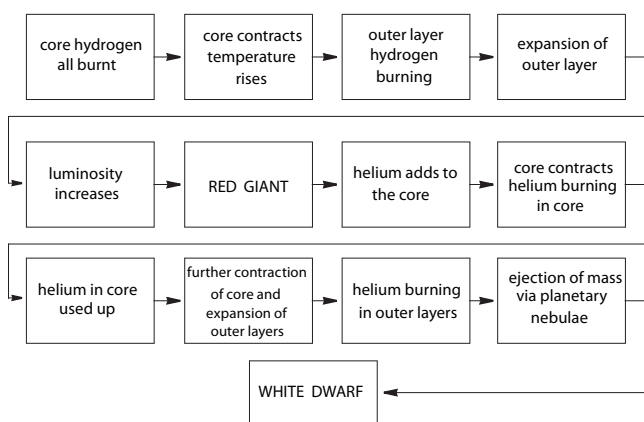 core hydrogen
all burnt
core contracts
temperature
rises
outer layer
hydrogen
burning
expansion of
outer layer
luminosity
increases
RED GIANT
helium adds to
the core
core contracts
helium burning
in core
helium in core
used up
further contraction
of core and
expansion of
outer layers
helium burning
in outer layers
ejection of mass
via planetary
nebulae
WHITE DWARF